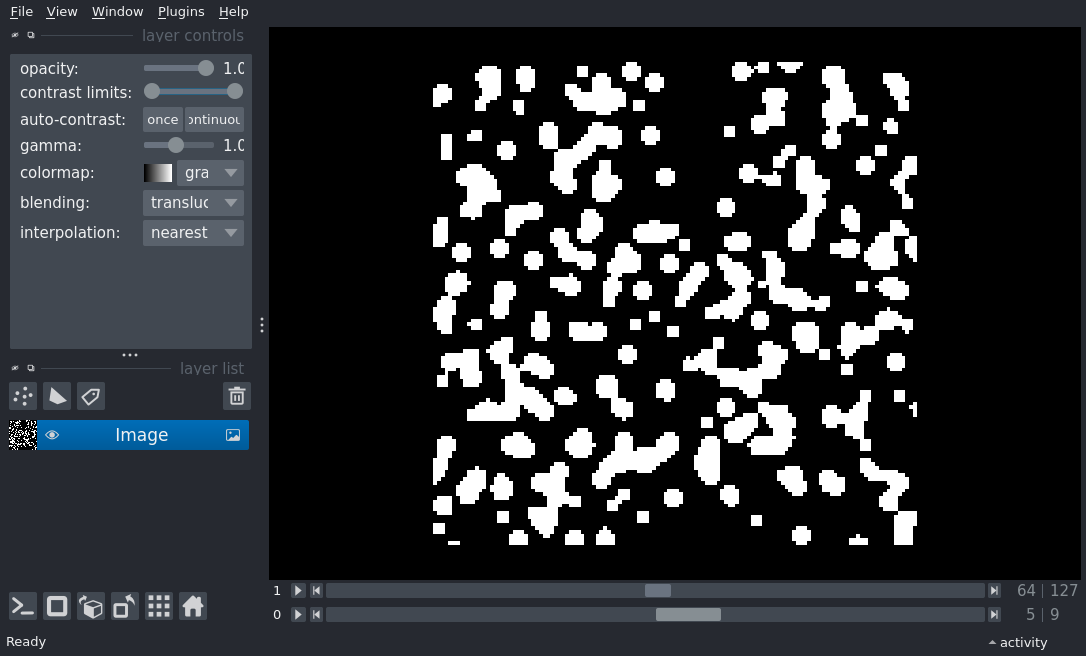 File View Window Plugins Help
layer controls
opacity: 1.0
contrast limits:
auto-contrast: once ontinuou
gamma: 1.0
colormap: gra
blending: transluc
interpolation: nearest
layer list
Image
1 64 | 127
0 5 | 9
Ready activity